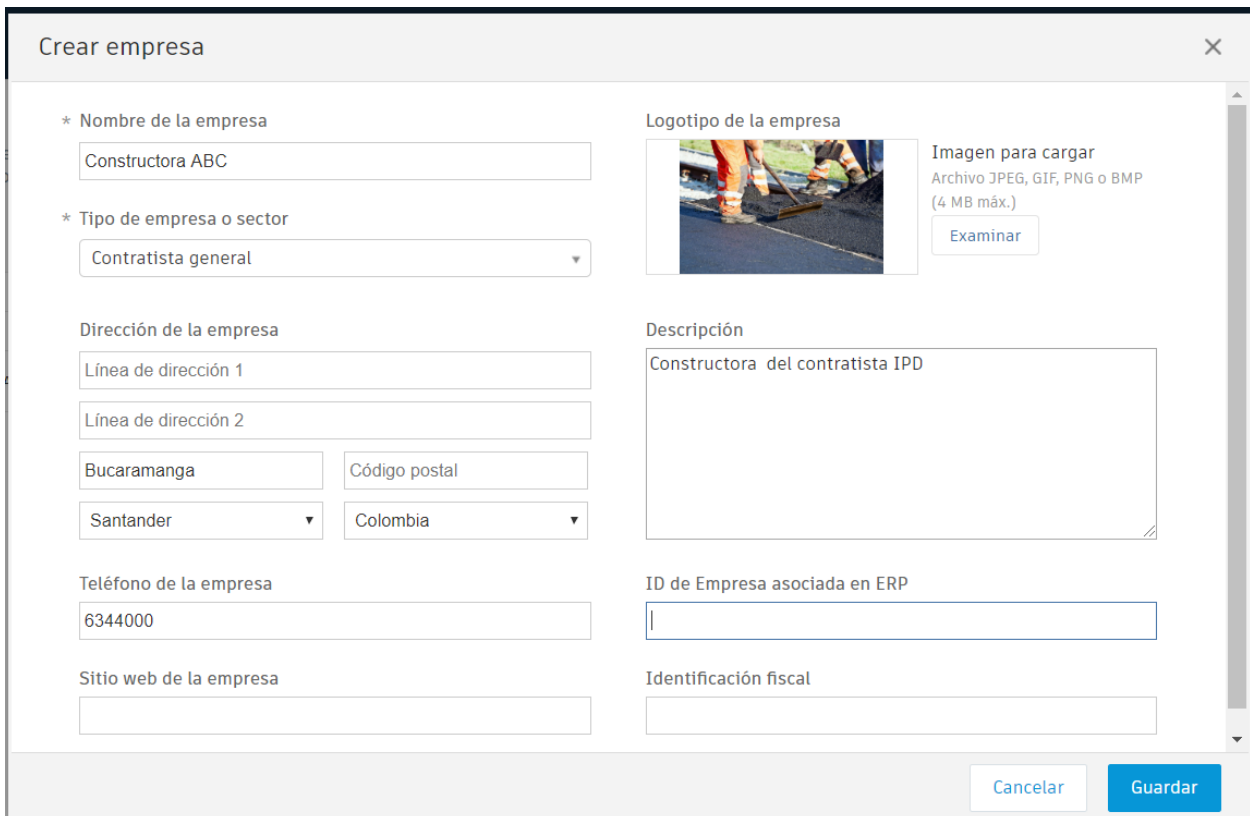 Crear empresa
* Nombre de la empresa
Constructora ABC
* Tipo de empresa o sector
Contratista general
Logotipo de la empresa
Imagen para cargar
Archivo JPEG, GIF, PNG o BMP
(4 MB máx.)
Examinar
Dirección de la empresa
Línea de dirección 1
Línea de dirección 2
Bucaramanga
Código postal
Santander
Colombia
Descripción
Constructora  del contratista IPD
Teléfono de la empresa
6344000
ID de Empresa asociada en ERP
Sitio web de la empresa
Identificación fiscal
Cancelar
Guardar